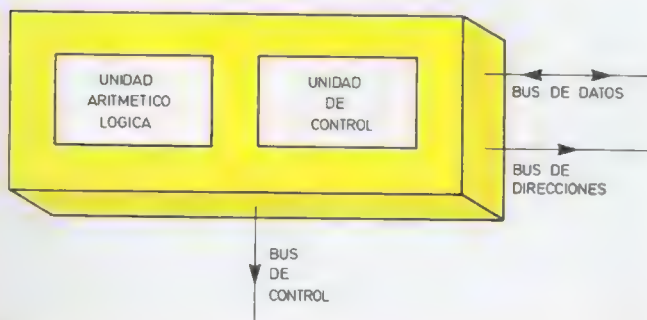 UNIDAD
ARITMETICO
LOGICA
UNIDAD
DE
CONTROL
BUS DE DATOS
BUS DE
DIRECCIONES
BUS
DE
CONTROL